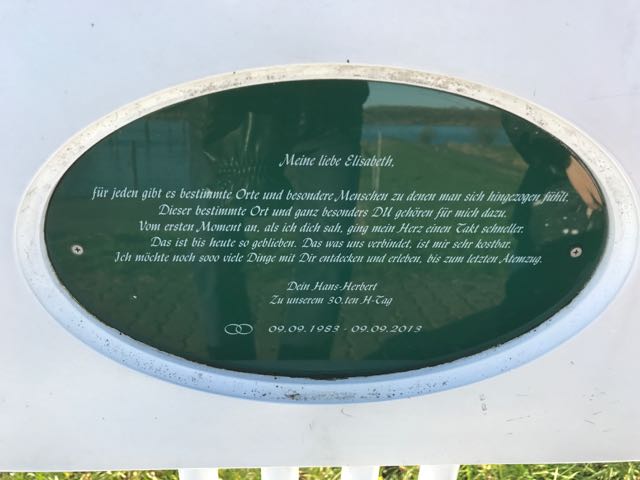 Meine liebe Elisabeth,
für jeden gibt es bestimmte Orte und besondere Menschen zu denen man sich hingezogen fühlt.
Dieser bestimmte Ort und ganz besonders DU gehören für mich dazu.
Vom ersten Moment an, als ich dich sah, ging mein Herz einen Takt schneller.
Das ist bis heute so geblieben. Das was uns verbindet, ist mir sehr kostbar.
Ich möchte noch sooo viele Dinge mit Dir entdecken und erleben, bis zum letzten Atemzug.
Dein Hans-Herbert
Zu unserem 30.ten H-Tag
09.09.1983 - 09.09.2013